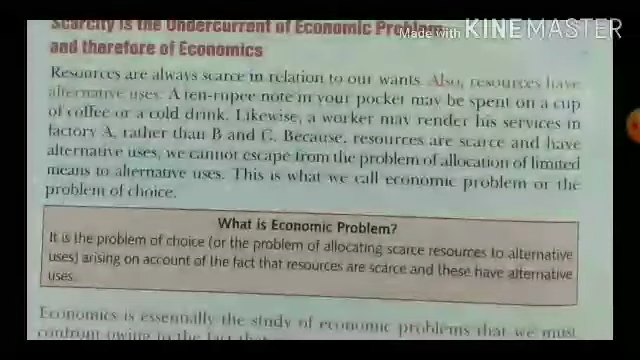 Scarcity is the Undercurrent of Economic Problem
and therefore of Economics
Made with KINEMASTER
Resources are always scarce in relation to our wants. Also, resources have
alternative uses. A ten-rupee note in your pocket may be spent on a cup
of coffee or a cold drink. Likewise, a worker may render his services in
factory A, rather than B and C. Because, resources are scarce and have
alternative uses, we cannot escape from the problem of allocation of limited
means to alternative uses. This is what we call economic problem or the
problem of choice.
What is Economic Problem?
It is the problem of choice (or the problem of allocating scarce resources to alternative
uses) arising on account of the fact that resources are scarce and these have alternative
uses.
Economics is essentially the study of economic problems that we must
confront owing to the fact that